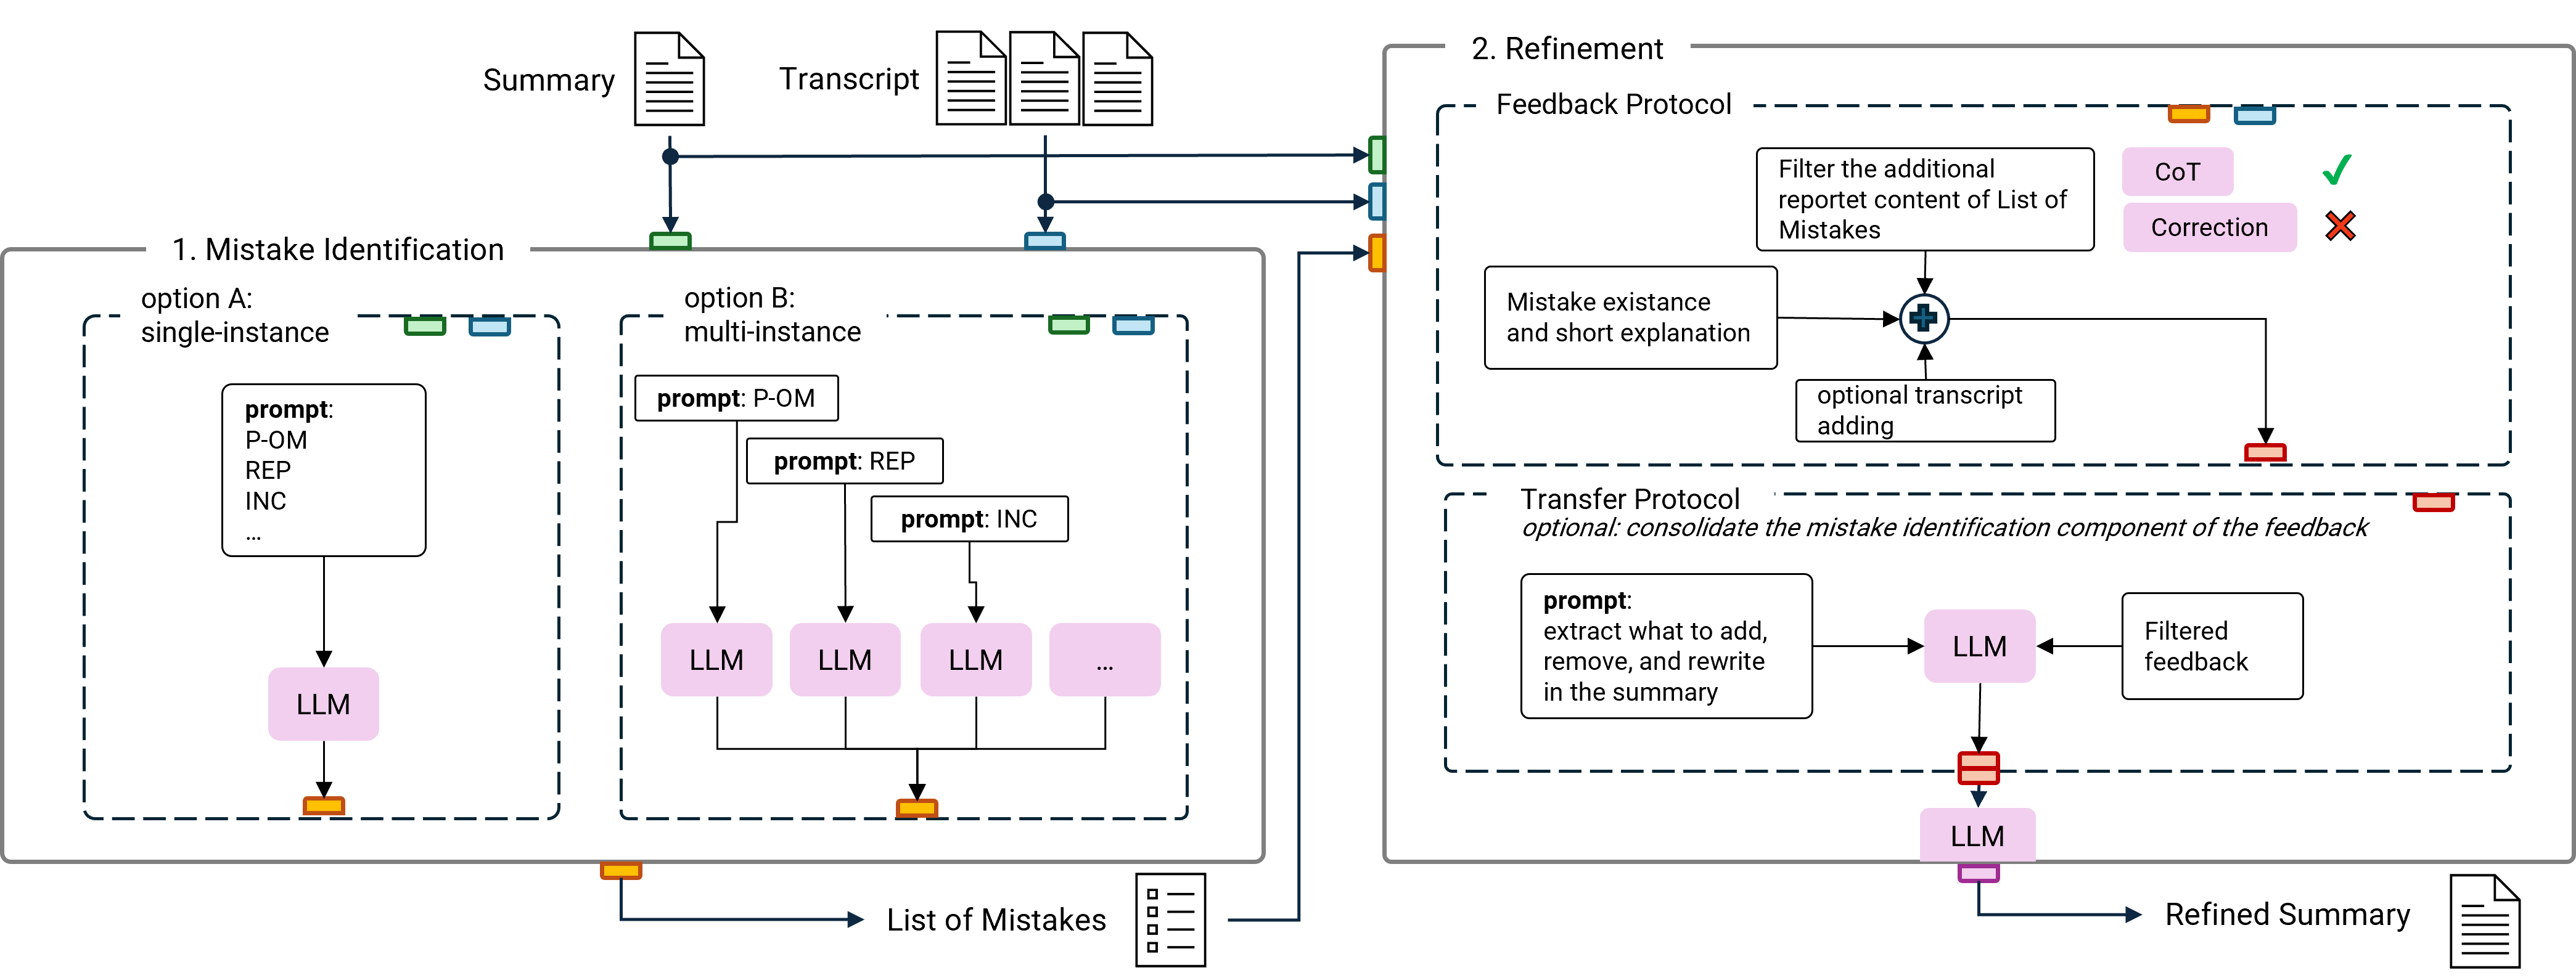 Summary
Transcript
1. Mistake Identification
option A:
single-instance
prompt:
P-OM
REP
INC
...
LLM
option B:
multi-instance
prompt: P-OM
prompt: REP
prompt: INC
LLM
LLM
LLM
...
List of Mistakes
2. Refinement
Feedback Protocol
Filter the additional
reportet content of List of
Mistakes
CoT
Correction
Mistake existance
and short explanation
optional transcript
adding
Transfer Protocol
optional: consolidate the mistake identification component of the feedback
prompt:
extract what to add,
remove, and rewrite
in the summary
LLM
Filtered
feedback
LLM
Refined Summary